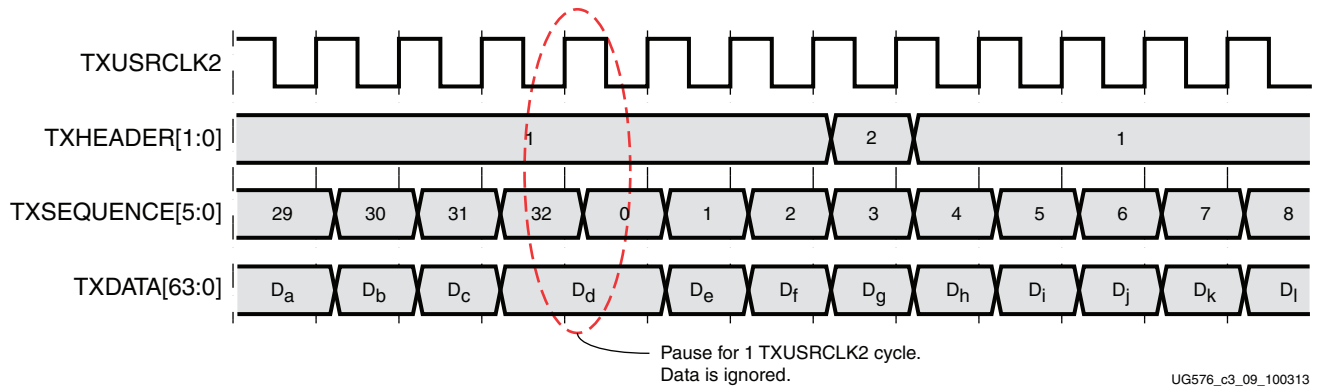 TXUSRCLK2
TXHEADER[1:0] 1 2 1
TXSEQUENCE[5:0] 29 30 31 32 0 1 2 3 4 5 6 7 8
TXDATA[63:0] Da Db Dc Dd De Df Dg Dh Di Dj Dk Dl
Pause for 1 TXUSRCLK2 cycle.
Data is ignored.
UG576_c3_09_100313